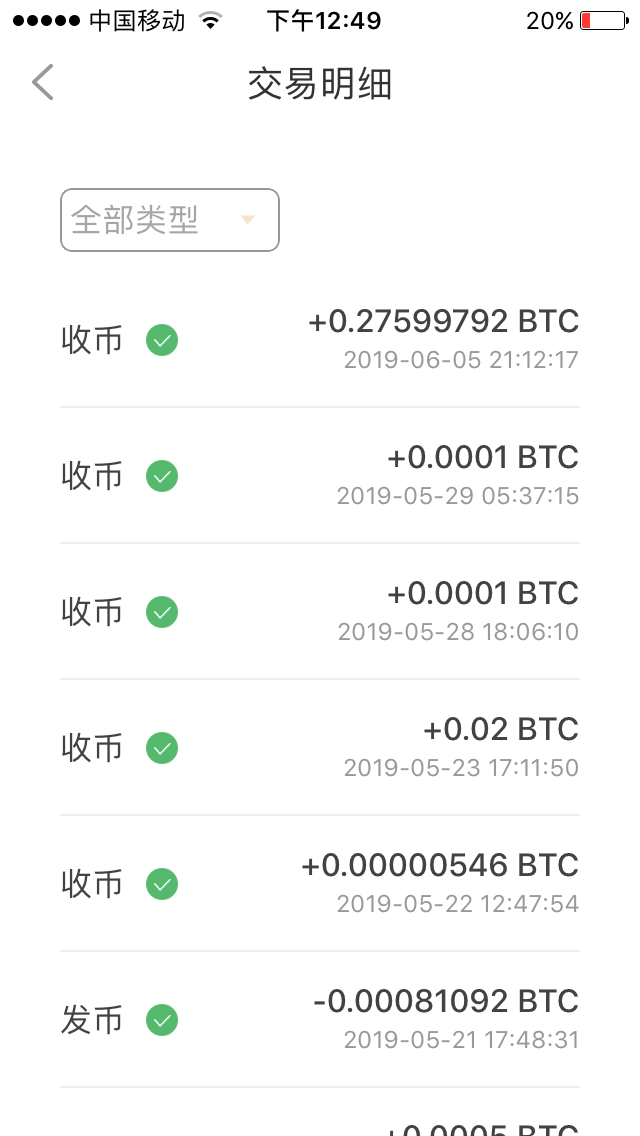 中国移动 下午12:49 20%
交易明细
全部类型
收币 +0.27599792 BTC
2019-06-05 21:12:17
收币 +0.0001 BTC
2019-05-29 05:37:15
收币 +0.0001 BTC
2019-05-28 18:06:10
收币 +0.02 BTC
2019-05-23 17:11:50
收币 +0.00000546 BTC
2019-05-22 12:47:54
发币 -0.00081092 BTC
2019-05-21 17:48:31
+0.0005 BTC